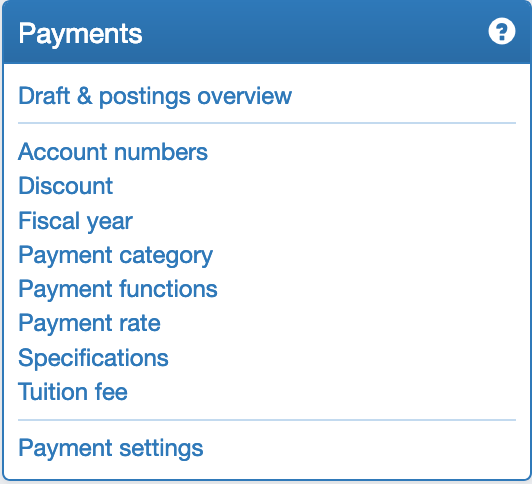 Payments
Draft & postings overview
Account numbers
Discount
Fiscal year
Payment category
Payment functions
Payment rate
Specifications
Tuition fee
Payment settings